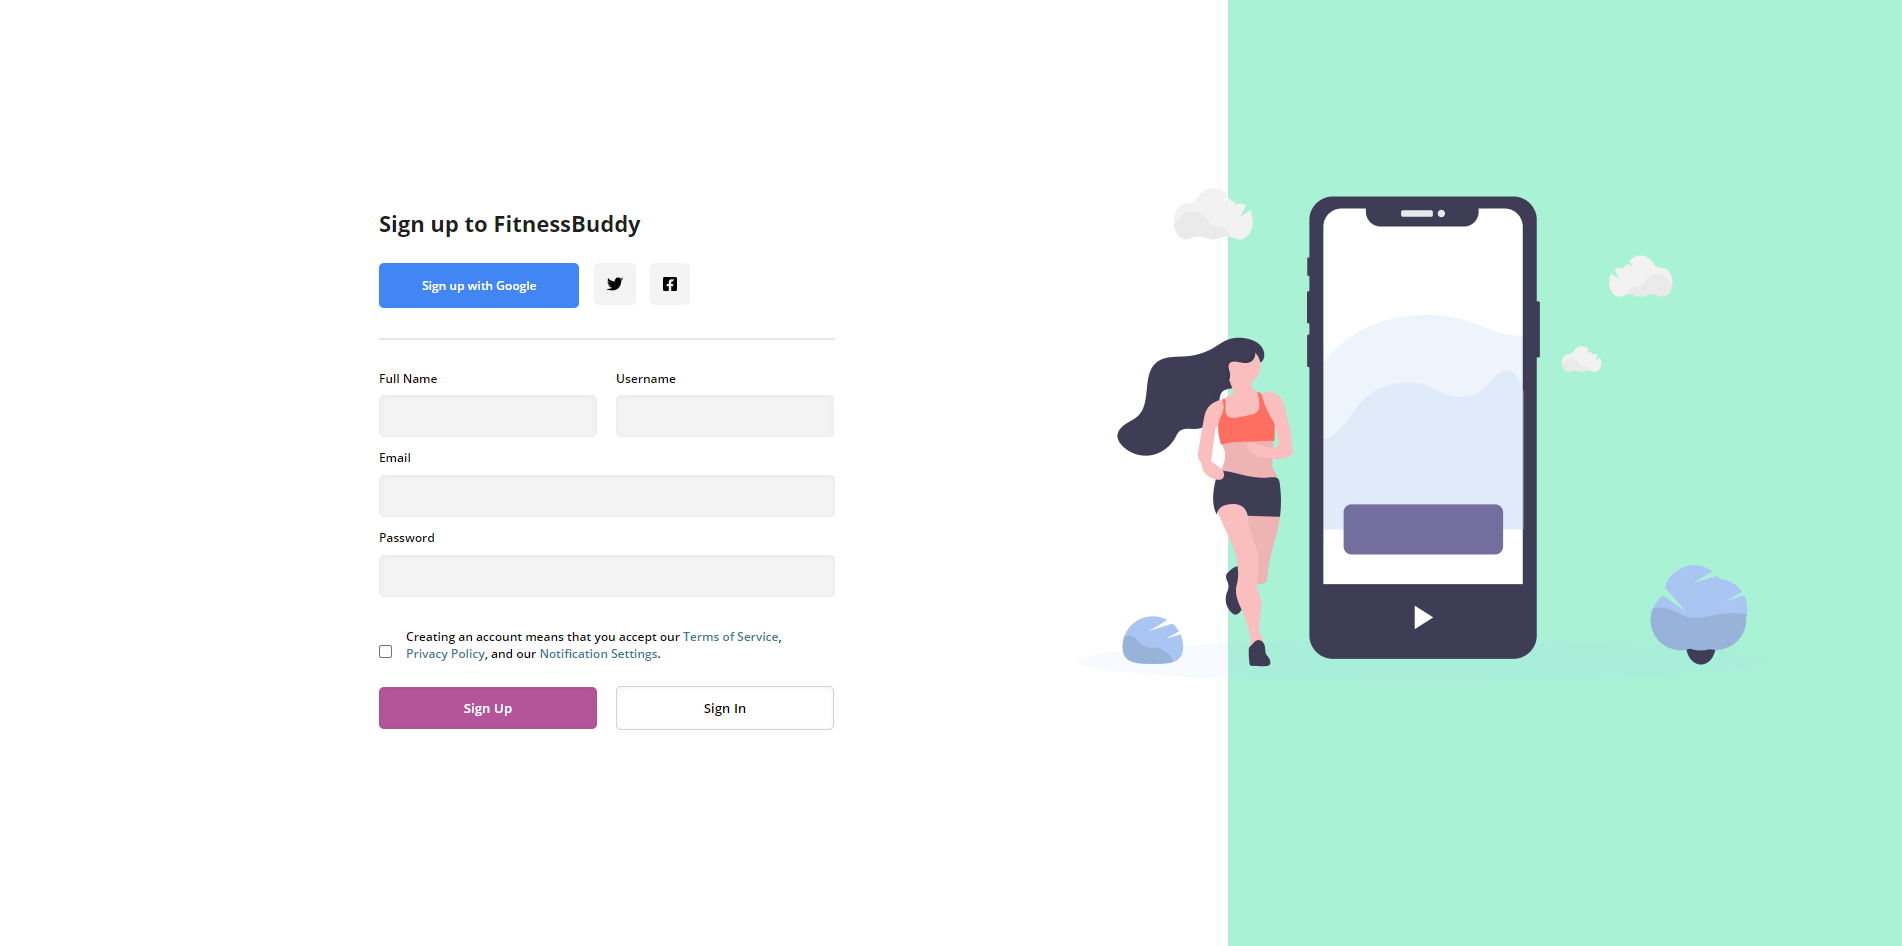 Sign up to FitnessBuddy
Sign up with Google
Full Name
Username
Email
Password
Creating an account means that you accept our Terms of Service,
Privacy Policy, and our Notification Settings.
Sign Up
Sign In